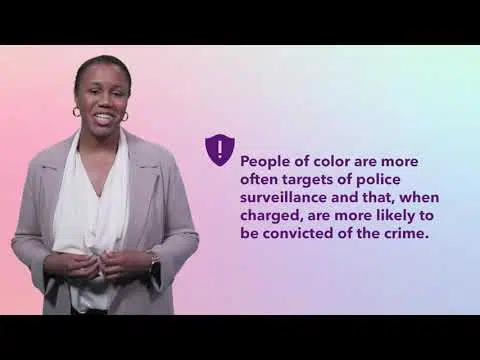 People of color are more
often targets of police
surveillance and that, when
charged, are more likely to
be convicted of the crime.